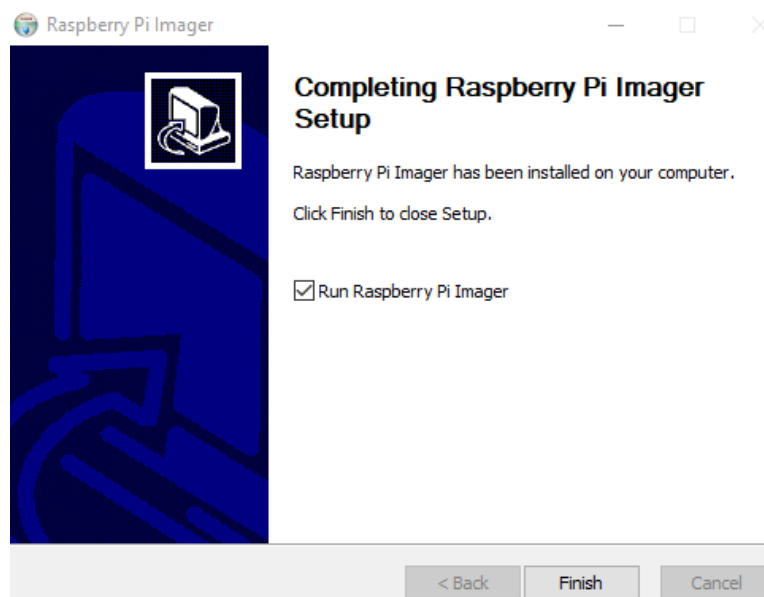 Raspberry Pi Imager
Completing Raspberry Pi Imager
Setup
Raspberry Pi Imager has been installed on your computer.
Click Finish to close Setup.
Run Raspberry Pi Imager
< Back Finish Cancel